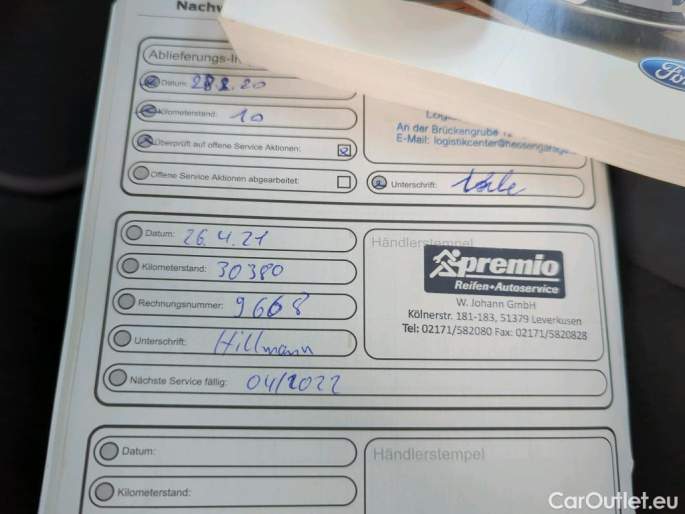 Nachw
Ablieferungs-In
Datum: 28.2.20
Kilometerstand: 10
Überprüft auf offene Service Aktionen:
Offene Service Aktionen abgearbeitet:
An der Brückengrube
E-Mail: logistikcenter@hessengarage
Unterschrift:
Ford
Datum: 26.4.21
Kilometerstand: 30380
Rechnungsnummer: 9668
Unterschrift: Hillmann
Nächste Service fällig: 04/2022
Händlerstempel
premio
Reifen+Autoservice
W. Johann GmbH
Kölnerstr. 181-183, 51379 Leverkusen
Tel: 02171/582080 Fax: 02171/5820828
Datum:
Kilometerstand:
Händlerstempel
CarOutlet.eu